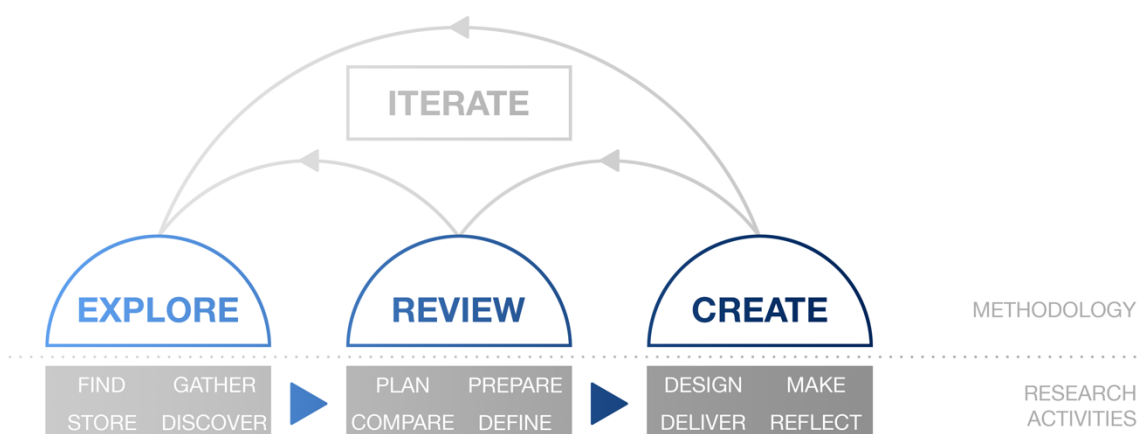 ITERATE
EXPLORE REVIEW CREATE
METHODOLOGY
FIND GATHER PLAN PREPARE DESIGN MAKE
STORE DISCOVER COMPARE DEFINE DELIVER REFLECT
RESEARCH
ACTIVITIES